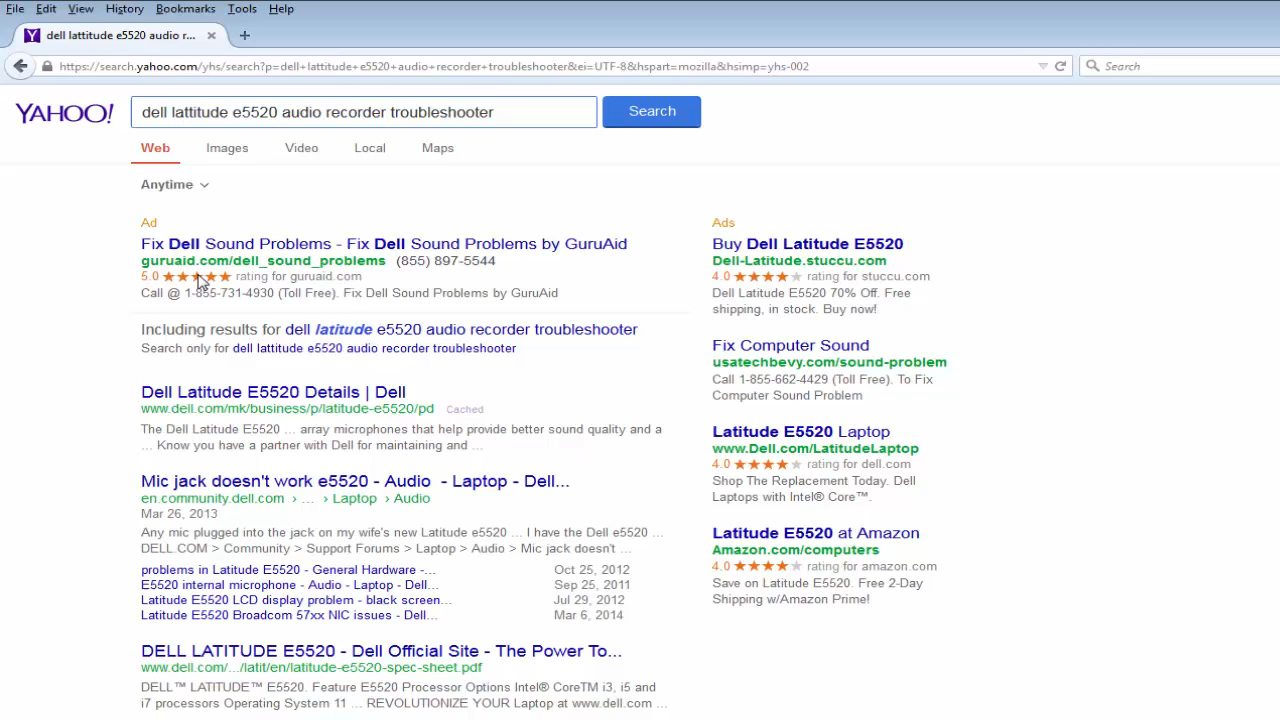 File Edit View History Bookmarks Tools Help
dell lattitude e5520 audio r...
https://search.yahoo.com/yhs/search?p=dell+lattitude+e5520+audio+recorder+troubleshooter&ei=UTF-8&hspart=mozilla&hsimp=yhs-002
Search
YAHOO!
dell lattitude e5520 audio recorder troubleshooter
Search
Web Images Video Local Maps
Anytime
Ad
Fix Dell Sound Problems - Fix Dell Sound Problems by GuruAid
guruaid.com/dell_sound_problems (855) 897-5544
5.0 ★★★★★ rating for guruaid.com
Call @ 1-855-731-4930 (Toll Free). Fix Dell Sound Problems by GuruAid
Including results for dell latitude e5520 audio recorder troubleshooter
Search only for dell lattitude e5520 audio recorder troubleshooter
Dell Latitude E5520 Details | Dell
www.dell.com/mk/business/p/latitude-e5520/pd Cached
The Dell Latitude E5520 ... array microphones that help provide better sound quality and a
... Know you have a partner with Dell for maintaining and ...
Mic jack doesn't work e5520 - Audio - Laptop - Dell...
en.community.dell.com › ... › Laptop › Audio
Mar 26, 2013
Any mic plugged into the jack on my wife's new Latitude e5520 ... I have the Dell e5520 ...
DELL.COM > Community > Support Forums > Laptop > Audio > Mic jack doesn't ...
problems in Latitude E5520 - General Hardware -... Oct 25, 2012
E5520 internal microphone - Audio - Laptop - Dell... Sep 25, 2011
Latitude E5520 LCD display problem - black screen... Jul 29, 2012
Latitude E5520 Broadcom 57xx NIC issues - Dell... Mar 6, 2014
DELL LATITUDE E5520 - Dell Official Site - The Power To...
www.dell.com/.../latit/en/latitude-e5520-spec-sheet.pdf
DELL™ LATITUDE™ E5520. Feature E5520 Processor Options Intel® CoreTM i3, i5 and
i7 processors Operating System 11 ... REVOLUTIONIZE YOUR Laptop at www.dell.com ...
Ads
Buy Dell Latitude E5520
Dell-Latitude.stuccu.com
4.0 ★★★★★ rating for stuccu.com
Dell Latitude E5520 70% Off. Free
shipping, in stock. Buy now!
Fix Computer Sound
usatechbevy.com/sound-problem
Call 1-855-662-4429 (Toll Free). To Fix
Computer Sound Problem
Latitude E5520 Laptop
www.Dell.com/LatitudeLaptop
4.0 ★★★★★ rating for dell.com
Shop The Replacement Today. Dell
Laptops with Intel® Core™.
Latitude E5520 at Amazon
Amazon.com/computers
4.0 ★★★★★ rating for amazon.com
Save on Latitude E5520. Free 2-Day
Shipping w/Amazon Prime!